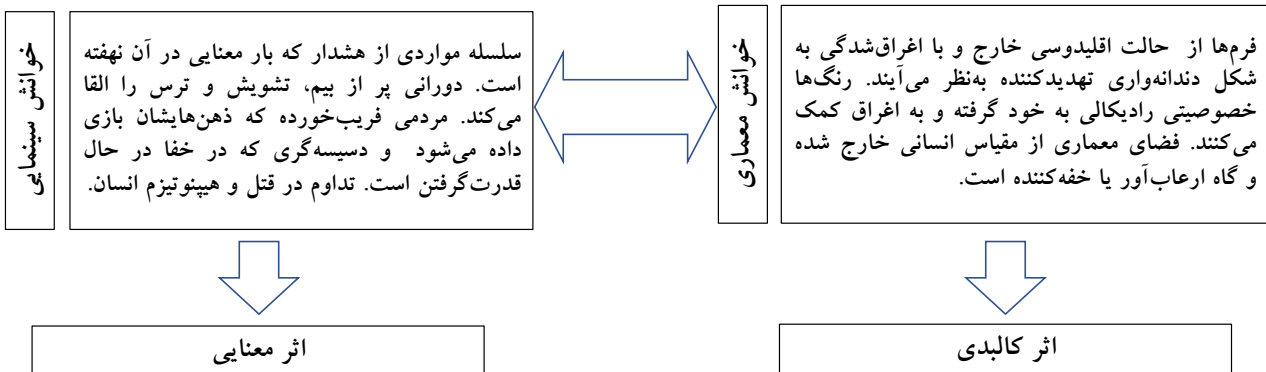 خوانش معماری
فرم‌ها از حالت اقلیدوسی خارج و با اغراق‌شدگی به
شکل دندانه‌واری تهدیدکننده به‌نظر می‌آیند. رنگ‌ها
خصوصیتی رادیکالی به خود گرفته و به اغراق کمک
می‌کنند. فضای معماری از مقیاس انسانی خارج شده
و گاه ارعاب‌آور یا خفه‌کننده است.
خوانش سینمایی
سلسله مواردی از هشدار که بار معنایی در آن نهفته
است. دورانی پر از بیم، تشویش و ترس را القا
می‌کند. مردمی فریب‌خورده که ذهن‌هایشان بازی
داده می‌شود و دسیسه‌گری که در خفا در حال
قدرت‌گرفتن است. تداوم در قتل و هیپنوتیزم انسان.
اثر کالبدی
اثر معنایی